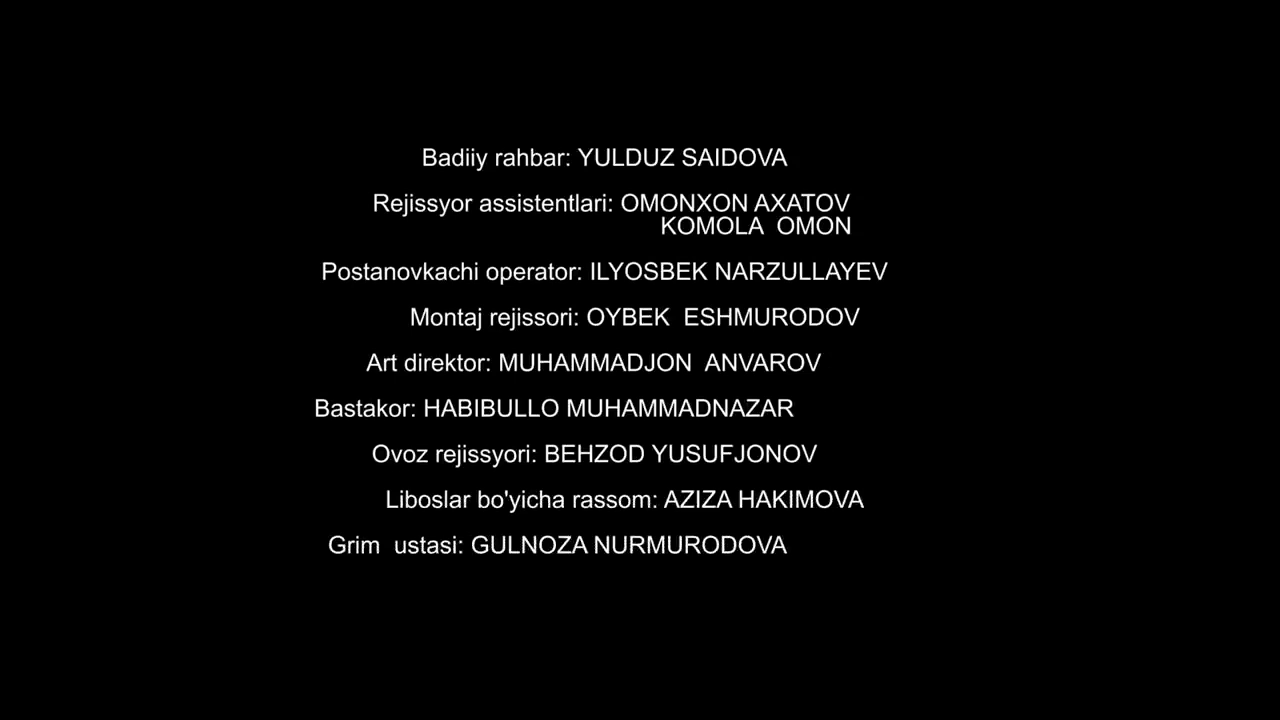 Badiiy rahbar: YULDUZ SAIDOVA
Rejissyor assistentlari: OMONXON AXATOV
KOMOLA  OMON
Postanovkachi operator: ILYOSBEK NARZULLAYEV
Montaj rejissori: OYBEK  ESHMURODOV
Art direktor: MUHAMMADJON  ANVAROV
Bastakor: HABIBULLO MUHAMMADNAZAR
Ovoz rejissyori: BEHZOD YUSUFJONOV
Liboslar bo'yicha rassom: AZIZA HAKIMOVA
Grim  ustasi: GULNOZA NURMURODOVA